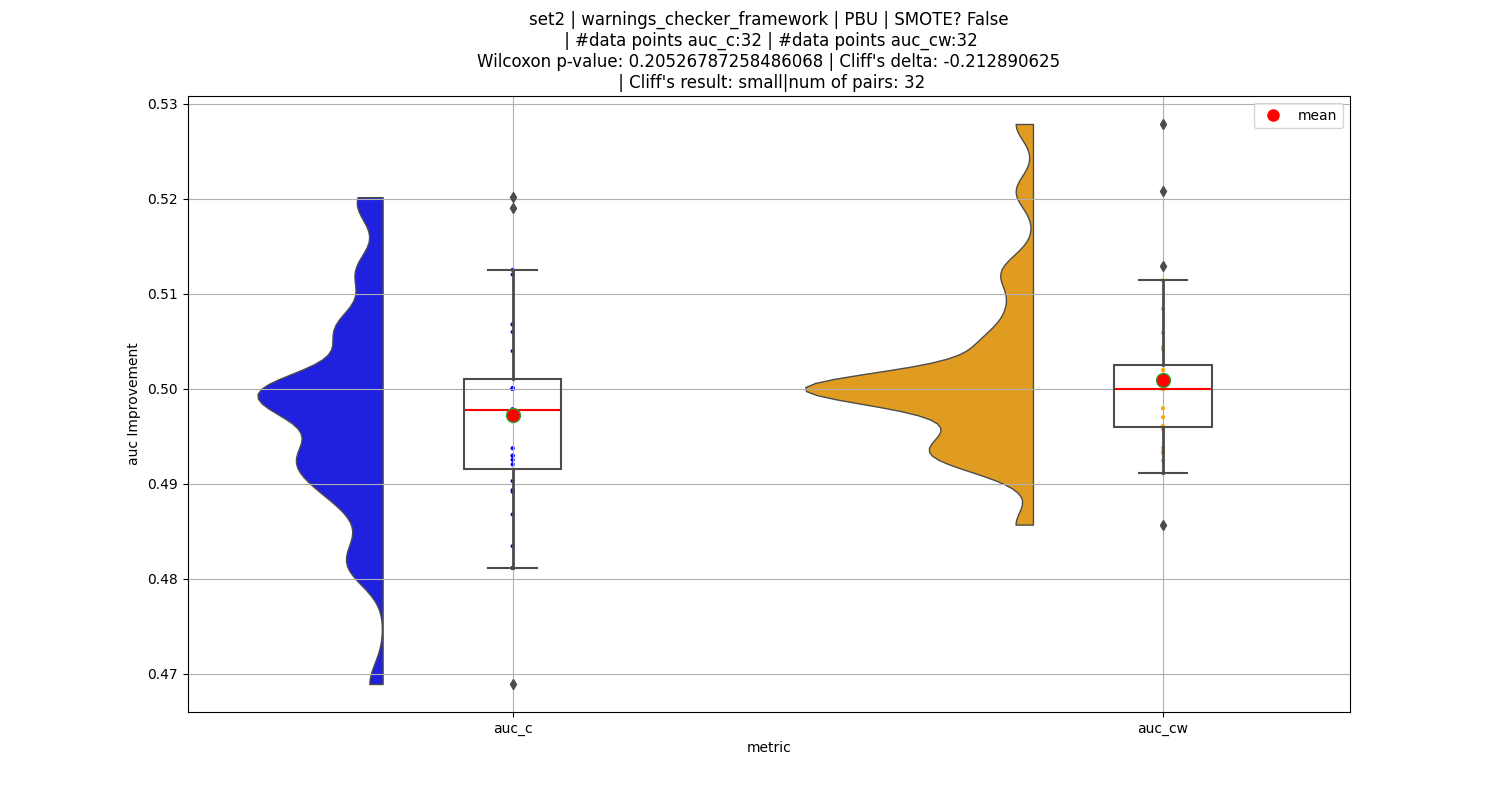 set2 | warnings_checker_framework | PBU | SMOTE? False
| #data points auc_c:32 | #data points auc_cw:32
Wilcoxon p-value: 0.20526787258486068 | Cliff's delta: -0.212890625
| Cliff's result: small|num of pairs: 32
mean
0.53
0.52
0.51
0.50
0.49
0.48
0.47
auc Improvement
auc_c
auc_cw
metric